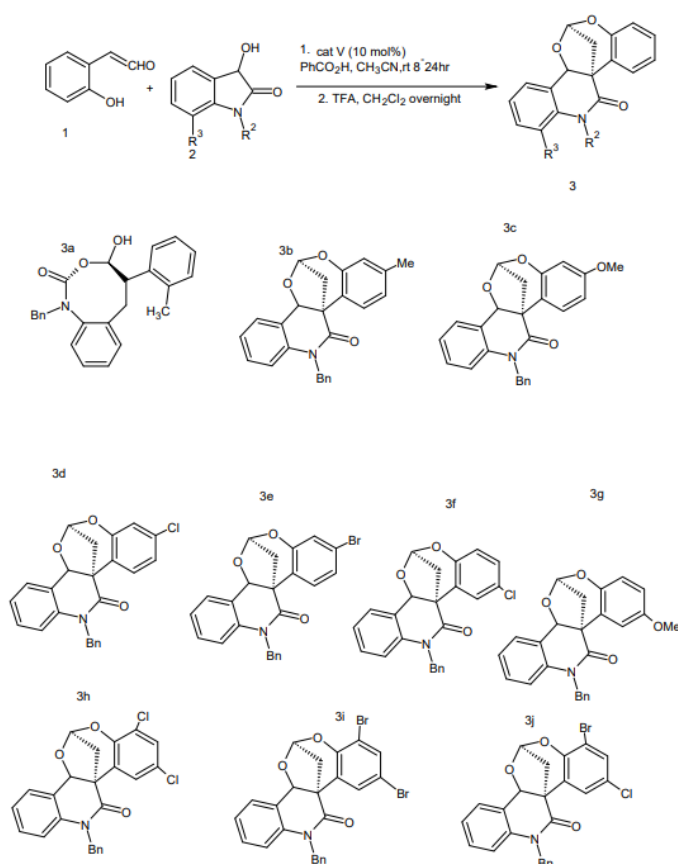 OH
1. cat V (10 mol%)
PhCO2H, CH3CN,rt 8^24hr
2. TFA, CH2Cl2 overnight
CHO
OH
1
+
O
N
R3
R2
2
O
O
O
N
R3
R2
3
3a
OH
O
O
N
Bn
H3C
3b
O
O
Me
O
N
Bn
3c
O
O
OMe
O
N
Bn
3d
O
O
Cl
O
N
Bn
3e
O
O
Br
O
N
Bn
3f
O
O
Cl
O
N
Bn
3g
O
O
OMe
O
N
Bn
3h
O
O
Cl
Cl
O
N
Bn
3i
O
O
Br
Br
O
N
Bn
3j
O
O
Br
Cl
O
N
Bn